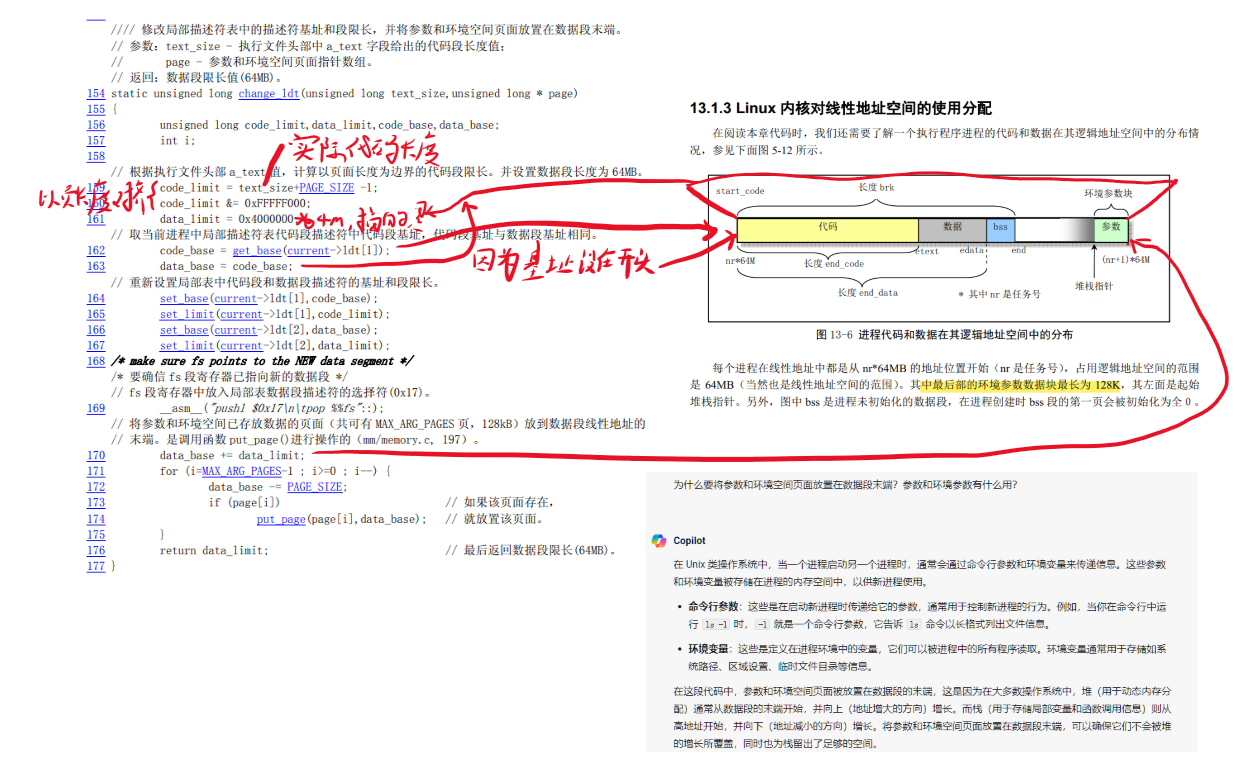 //// 修改局部描述符表中的描述符基址和段限长，并将参数和环境空间页面放置在数据段末端。
// 参数：text_size - 执行文件头部中 a_text 字段给出的代码段长度值；
// page - 参数和环境空间页面指针数组。
// 返回：数据段限长值(64MB)。
154 static unsigned long change_ldt(unsigned long text_size,unsigned long * page)
155 {
156 unsigned long code_limit,data_limit,code_base,data_base;
157 int i;
158
实际代码长度
// 根据执行文件头部 a_text 值，计算以页面长度为边界的代码段限长。并设置数据段长度为 64MB。
159 code_limit = text_size+PAGE_SIZE -1;
160 code_limit &= 0xFFFFF000;
161 data_limit = 0x4000000
// 取当前进程中局部描述符表代码段描述符中代码段基址，代码段基址与数据段基址相同。
162 code_base = get_base(current->ldt[1]);
163 data_base = code_base;
因为基址设在开头
// 重新设置局部表中代码段和数据段描述符的基址和段限长。
164 set_base(current->ldt[1],code_base);
165 set_limit(current->ldt[1],code_limit);
166 set_base(current->ldt[2],data_base);
167 set_limit(current->ldt[2],data_limit);
168 /* make sure fs points to the NEW data segment */
/* 要确信 fs 段寄存器已指向新的数据段 */
// fs 段寄存器中放入局部表数据段描述符的选择符(0x17)。
169 __asm__("pushl $0x17\n\tpop %%fs"::);
// 将参数和环境空间已存放数据的页面（共可有 MAX_ARG_PAGES 页，128kB）放到数据段线性地址的
// 末端。是调用函数 put_page()进行操作的（mm/memory.c, 197）。
170 data_base += data_limit;
171 for (i=MAX_ARG_PAGES-1 ; i>=0 ; i--) {
172 data_base -= PAGE_SIZE;
173 if (page[i]) // 如果该页面存在，
174 put_page(page[i],data_base); // 就放置该页面。
175 }
176 return data_limit; // 最后返回数据段限长(64MB)。
177 }
13.1.3 Linux 内核对线性地址空间的使用分配
在阅读本章代码时，我们还需要了解一个执行程序进程的代码和数据在其逻辑地址空间中的分布情
况，参见下面图 5-12 所示。
start_code 长度 brk 环境参数块
代码 数据 bss 参数
nr*64M 长度 end_code etext edata end (nr+1)*64M
长度 end_data * 其中 nr 是任务号 堆栈指针
图 13-6 进程代码和数据在其逻辑地址空间中的分布
每个进程在线性地址中都是从 nr*64MB 的地址位置开始（nr 是任务号），占用逻辑地址空间的范围
是 64MB（当然也是线性地址空间的范围）。其中最后部的环境参数数据块最长为 128K，其左面是起始
堆栈指针。另外，图中 bss 是进程未初始化的数据段，在进程创建时 bss 段的第一页会被初始化为全 0 。
为什么要将参数和环境空间页面放置在数据段末端？参数和环境参数有什么用？
Copilot
在 Unix 类操作系统中，当一个进程启动另一个进程时，通常会通过命令行参数和环境变量来传递信息。这些参数
和环境变量被存储在进程的内存空间中，以供新进程使用。
• 命令行参数：这些是在启动新进程时传递给它的参数，通常用于控制新进程的行为。例如，当你在命令行中运
行 ls -l 时， -l 就是一个命令行参数，它告诉 ls 命令以长格式列出文件信息。
• 环境变量：这些是定义在进程环境中的变量，它们可以被进程中的所有程序读取。环境变量通常用于存储如系
统路径、区域设置、临时文件目录等信息。
在这段代码中，参数和环境空间页面被放置在数据段的末端，这是因为在大多数操作系统中，堆（用于动态内存分
配）通常从数据段的末端开始，并向上（地址增大的方向）增长。而栈（用于存储局部变量和函数调用信息）则从
高地址开始，并向下（地址减小的方向）增长。将参数和环境空间页面放置在数据段末端，可以确保它们不会被堆
的增长所覆盖，同时也为栈留出了足够的空间。